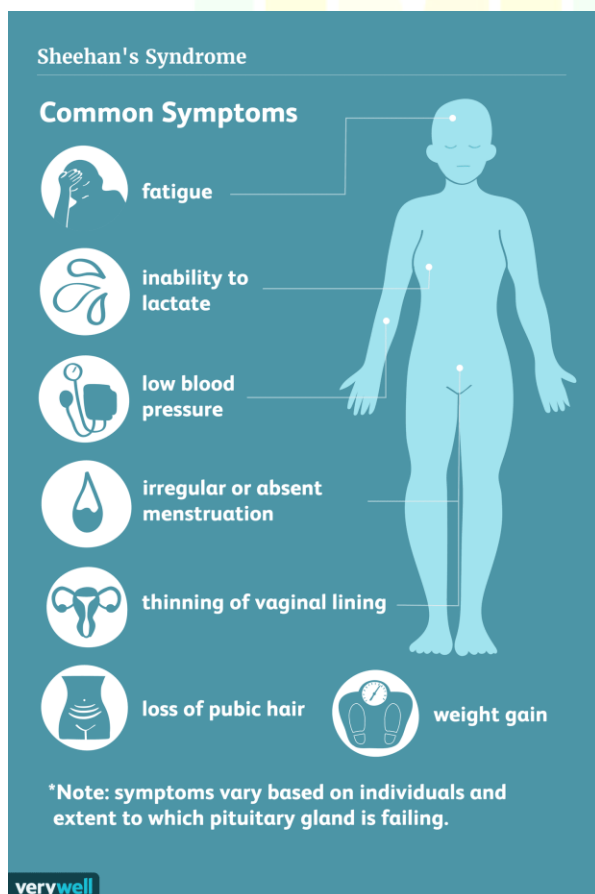 Sheehan's Syndrome
Common Symptoms
fatigue
inability to
lactate
low blood
pressure
irregular or absent
menstruation
thinning of vaginal lining
loss of pubic hair
weight gain
*Note: symptoms vary based on individuals and
extent to which pituitary gland is failing.
verywell